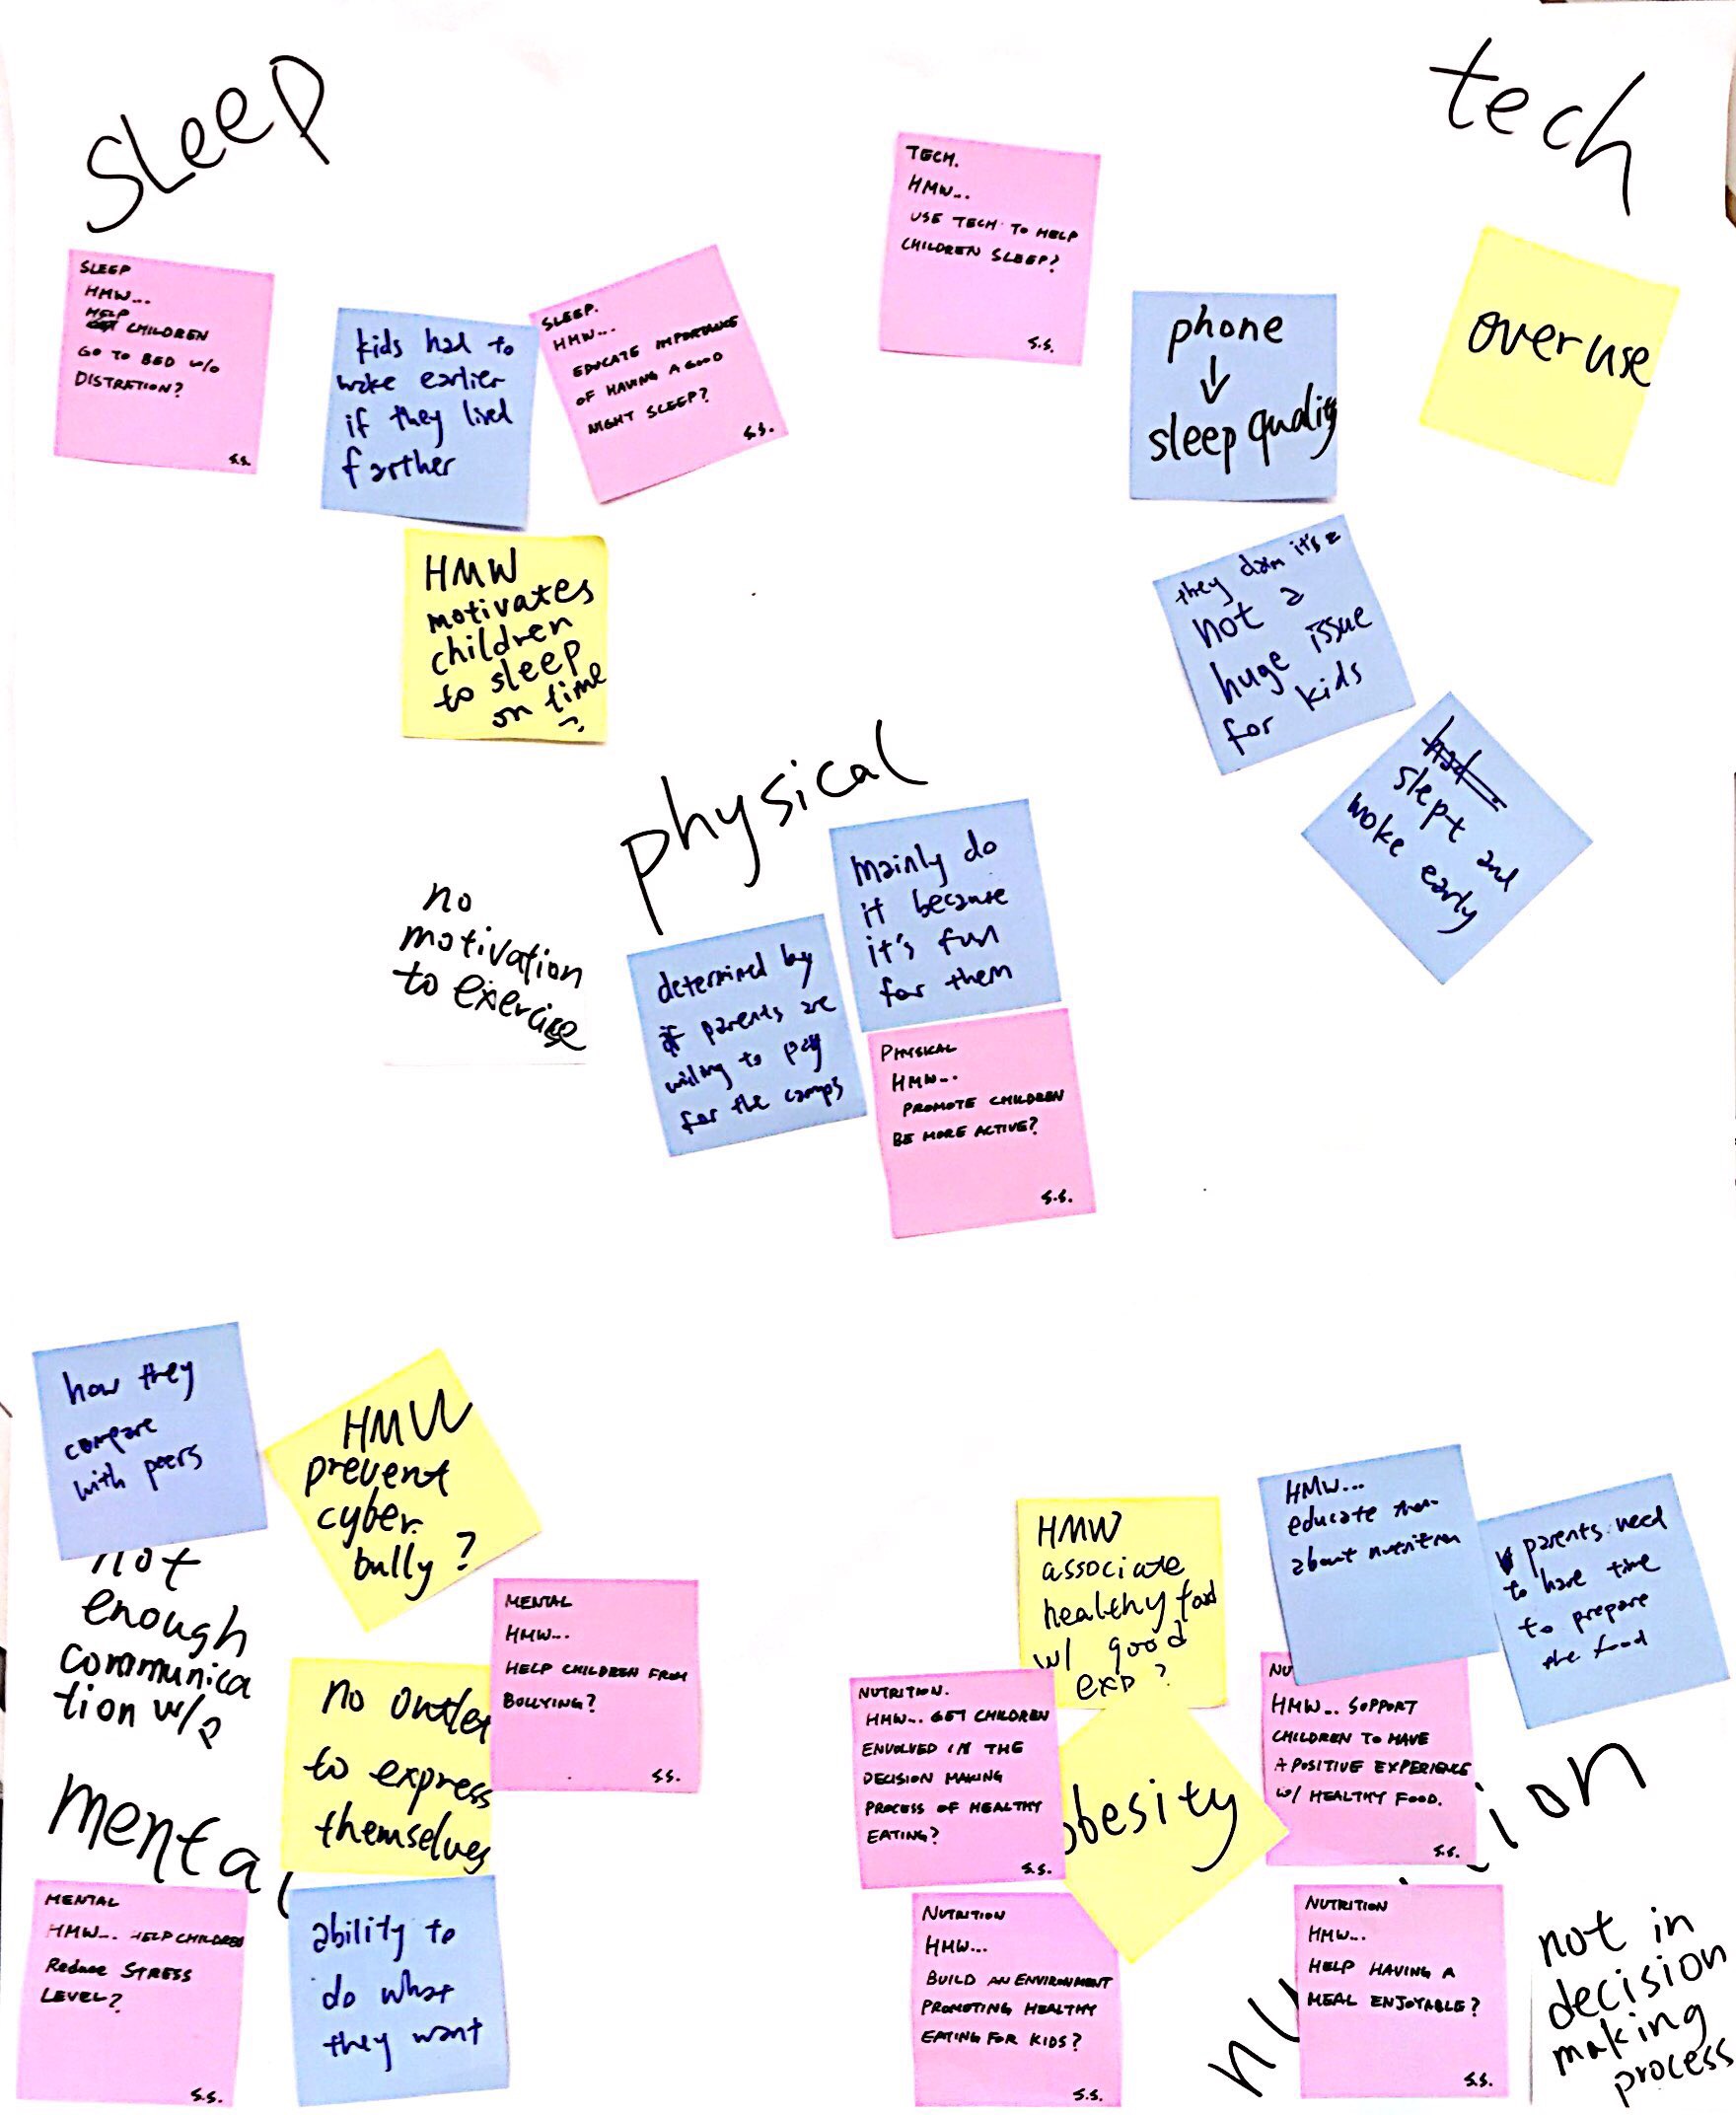 sleep
tech
SLEEP
HMW...
HELP
CHILDREN
GO TO BED W/O
DISTRETION?
S.S.
kids had to
wake earlier
if they lived
farther
SLEEP.
HMW...
EDUCATE IMPORTANCE
OF HAVING A GOOD
NIGHT SLEEP?
S.S.
HMW
motivates
children
to sleep
on time
?
TECH.
HMW...
USE TECH TO HELP
CHILDREN SLEEP?
S.S.
phone
↓
sleep quality
over use
they claim it's
not a
huge issue
for kids
slept and
woke early
physical
no
motivation
to exercise
mainly do
it because
it's fun
for them
determined by
if parents are
willing to pay
for the camps
PHYSICAL
HMW...
PROMOTE CHILDREN
BE MORE ACTIVE?
S.S.
how they
compare
with peers
HMW
prevent
cyber
bully?
not
enough
communica
tion w/p
MENTAL
HMW...
HELP CHILDREN FROM
BULLYING?
S.S.
no outlet
to express
themselves
mental
MENTAL
HMW... HELP CHILDREN
Reduce STRESS
LEVEL?
S.S.
ability to
do what
they want
HMW
associate
healthy food
w/ good
exp?
HMW...
educate them
about nutrition
parents need
to have time
to prepare
the food
NUTRITION.
HMW... GET CHILDREN
ENVOLVED IN THE
DECISION MAKING
PROCESS OF HEALTHY
EATING?
S.S.
obesity
NU
HMW... SUPPORT
CHILDREN TO HAVE
A POSITIVE EXPERIENCE
W/ HEALTHY FOOD.
S.S.
NUTRITION
HMW...
BUILD AN ENVIRONMENT
PROMOTING HEALTHY
EATING FOR KIDS?
S.S.
NUTRITION
HMW...
HELP HAVING A
MEAL ENJOYABLE?
S.S.
nu ion
not in
decision
making
process